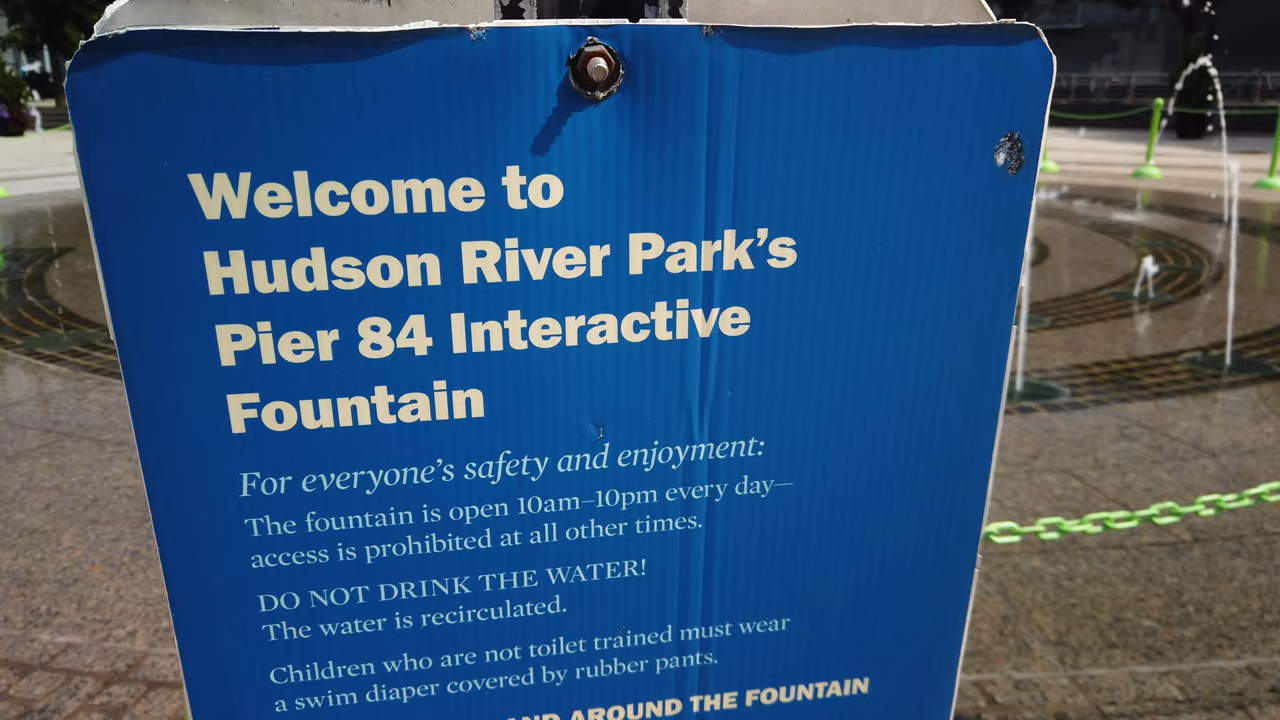 Welcome to
Hudson River Park's
Pier 84 Interactive
Fountain
For everyone's safety and enjoyment:
The fountain is open 10am–10pm every day—
access is prohibited at all other times.
DO NOT DRINK THE WATER!
The water is recirculated.
Children who are not toilet trained must wear
a swim diaper covered by rubber pants.
AND AROUND THE FOUNTAIN